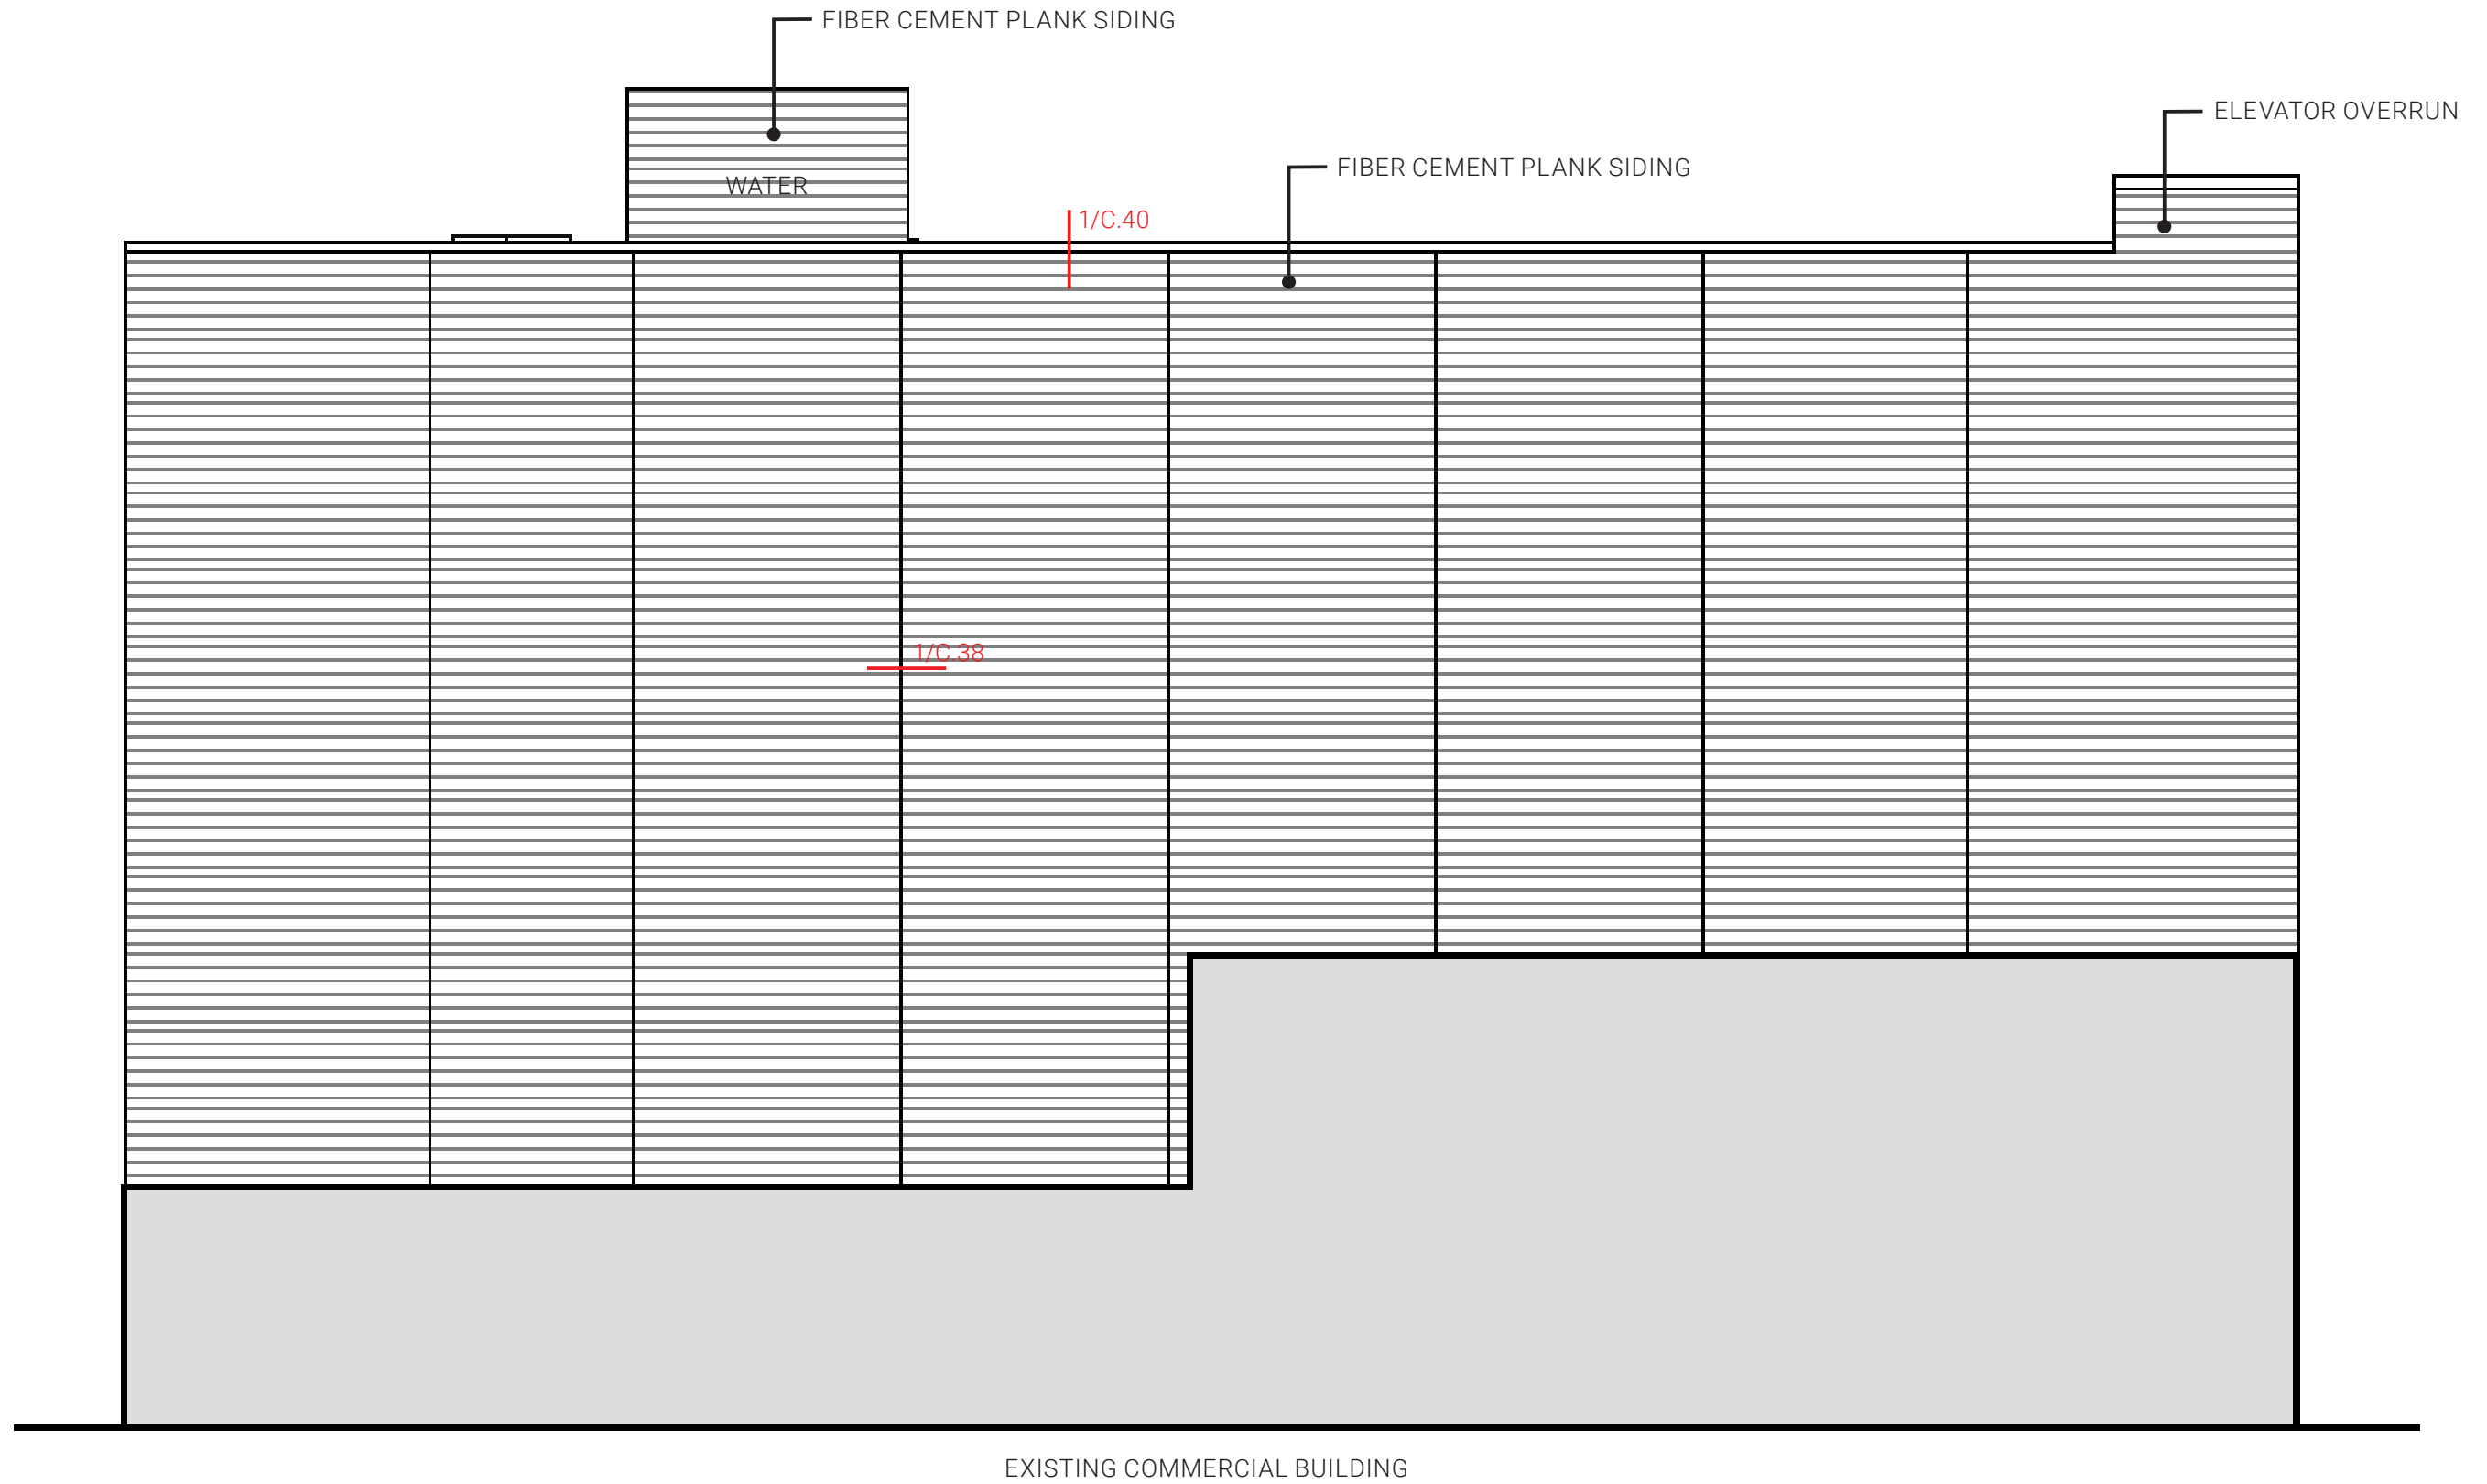 FIBER CEMENT PLANK SIDING
ELEVATOR OVERRUN
FIBER CEMENT PLANK SIDING
WATER
1/C.40
1/C.38
EXISTING COMMERCIAL BUILDING